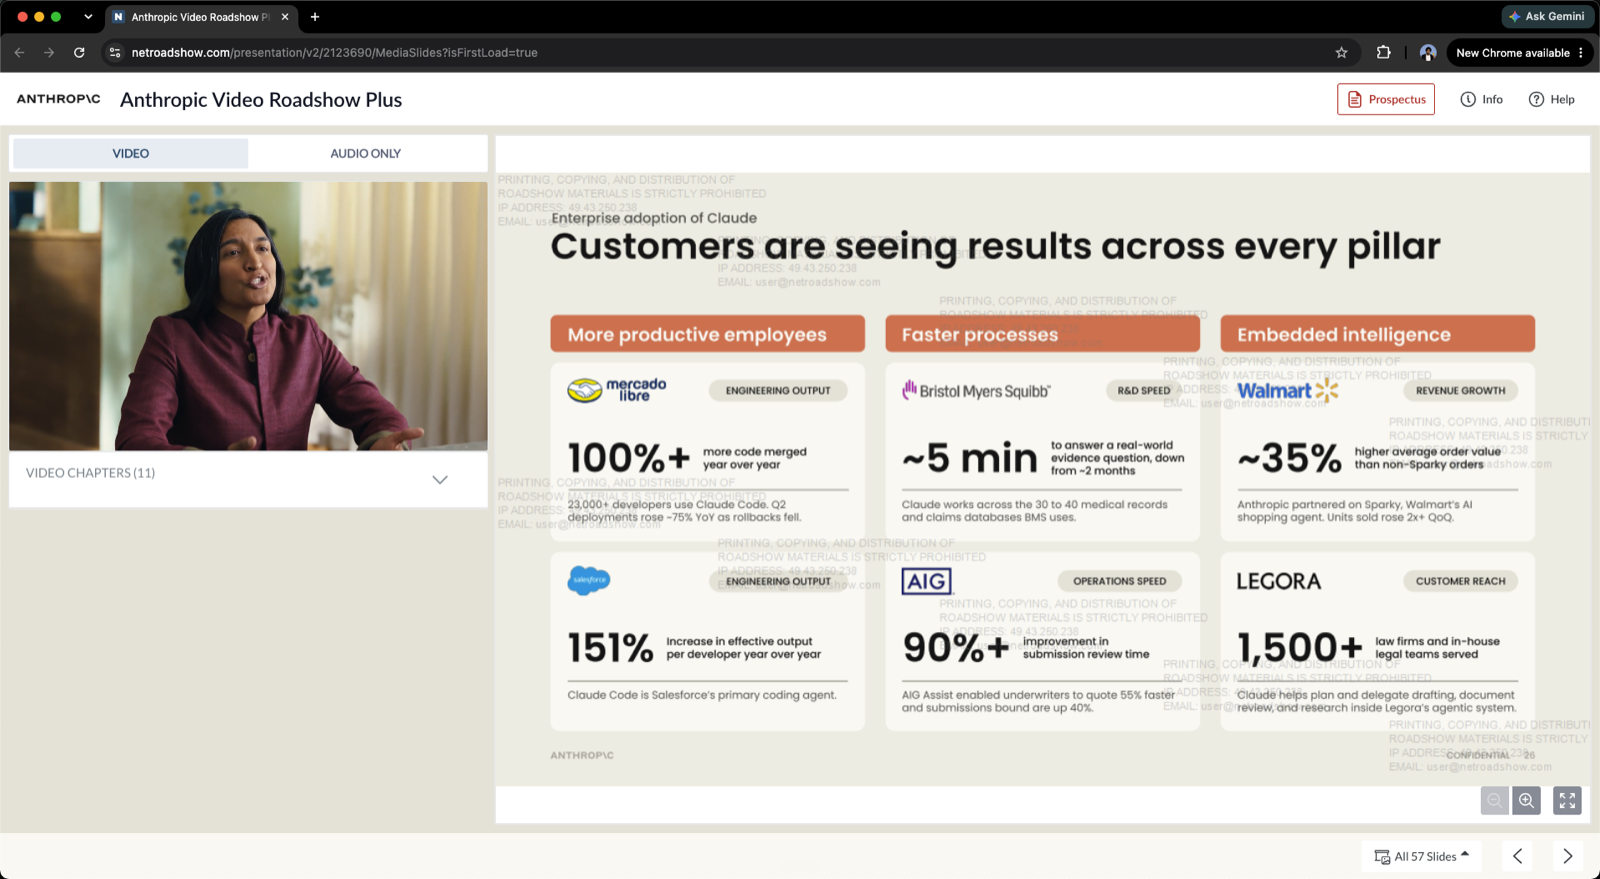 Anthropic Video Roadshow P
Ask Gemini
netroadshow.com/presentation/v2/2123690/MediaSlides?isFirstLoad=true
New Chrome available
ANTHROP\C
Anthropic Video Roadshow Plus
Prospectus
Info
Help
VIDEO
AUDIO ONLY
VIDEO CHAPTERS (11)
PRINTING, COPYING, AND DISTRIBUTION OF
ROADSHOW MATERIALS IS STRICTLY PROHIBITED
IP ADDRESS: 49.43.250.238
EMAIL: user@netroadshow.com
Enterprise adoption of Claude
Customers are seeing results across every pillar
More productive employees
Faster processes
Embedded intelligence
mercado
libre
ENGINEERING OUTPUT
100%+
more code merged
year over year
23,000+ developers use Claude Code. Q2
deployments rose ~75% YoY as rollbacks fell.
Bristol Myers Squibb
R&D SPEED
~5 min
to answer a real-world
evidence question, down
from ~2 months
Claude works across the 30 to 40 medical records
and claims databases BMS uses.
Walmart
REVENUE GROWTH
~35%
higher average order value
than non-Sparky orders
Anthropic partnered on Sparky, Walmart's AI
shopping agent. Units sold rose 2x+ QoQ.
salesforce
ENGINEERING OUTPUT
151%
Increase in effective output
per developer year over year
Claude Code is Salesforce's primary coding agent.
AIG
OPERATIONS SPEED
90%+
improvement in
submission review time
AIG Assist enabled underwriters to quote 55% faster
and submissions bound are up 40%.
LEGORA
CUSTOMER REACH
1,500+
law firms and in-house
legal teams served
Claude helps plan and delegate drafting, document
review, and research inside Legora's agentic system.
ANTHROP\C
CONFIDENTIAL 26
All 57 Slides